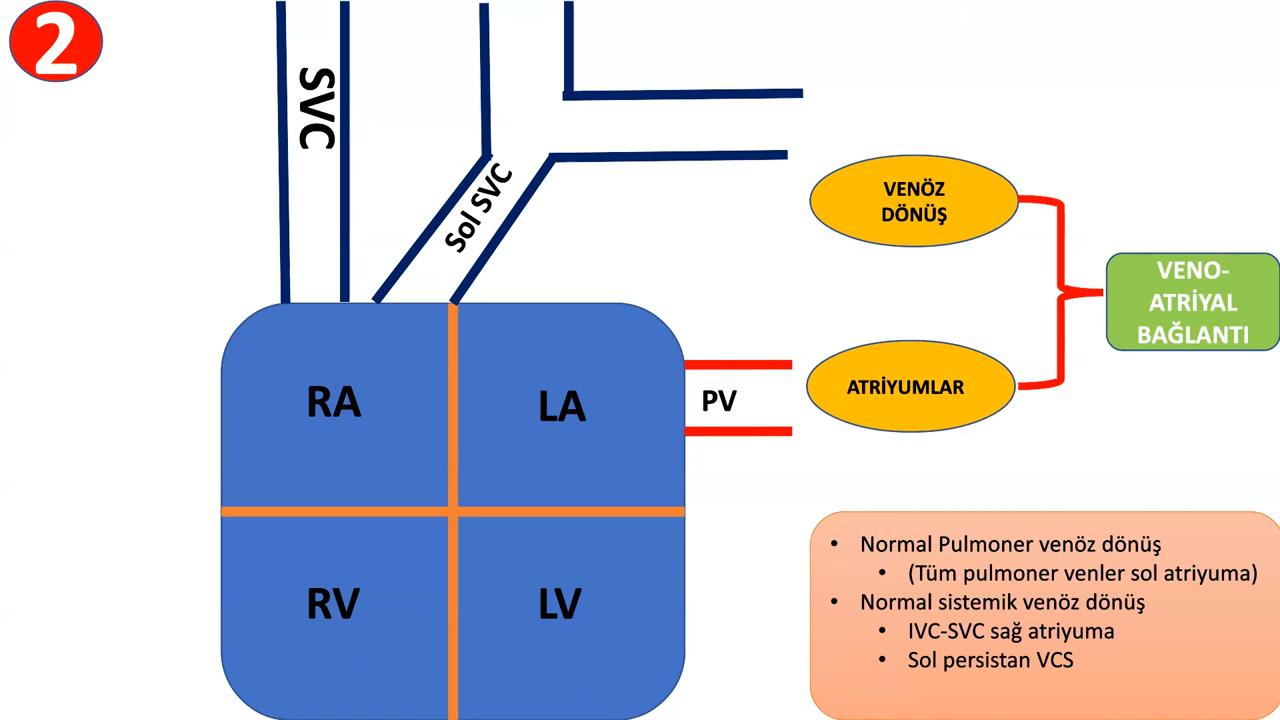 2
SVC
Sol SVC
RA
LA
RV
LV
PV
VENÖZ
DÖNÜŞ
ATRİYUMLAR
VENO-
ATRİYAL
BAĞLANTI
• Normal Pulmoner venöz dönüş
• (Tüm pulmoner venler sol atriyuma)
• Normal sistemik venöz dönüş
• IVC-SVC sağ atriyuma
• Sol persistan VCS